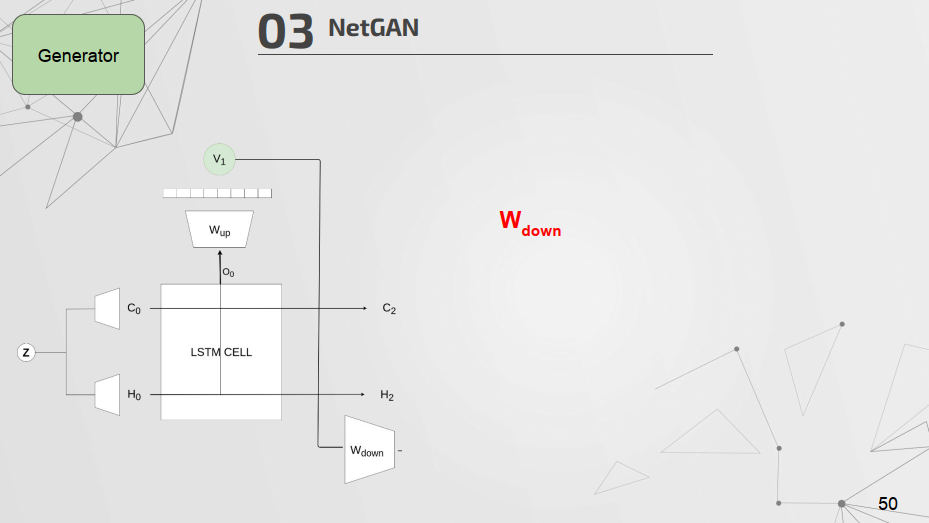 Generator
03 NetGAN
V1
Wup
O0
C0
C2
Z
LSTM CELL
H0
H2
Wdown
Wdown
50